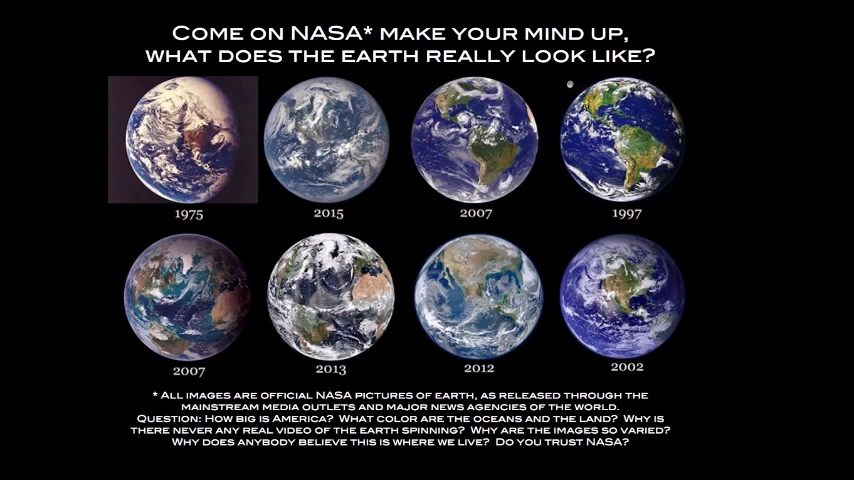 COME ON NASA* MAKE YOUR MIND UP,
WHAT DOES THE EARTH REALLY LOOK LIKE?
1975
2015
2007
1997
2007
2013
2012
2002
* ALL IMAGES ARE OFFICIAL NASA PICTURES OF EARTH, AS RELEASED THROUGH THE
MAINSTREAM MEDIA OUTLETS AND MAJOR NEWS AGENCIES OF THE WORLD.
QUESTION: HOW BIG IS AMERICA? WHAT COLOR ARE THE OCEANS AND THE LAND? WHY IS
THERE NEVER ANY REAL VIDEO OF THE EARTH SPINNING? WHY ARE THE IMAGES SO VARIED?
WHY DOES ANYBODY BELIEVE THIS IS WHERE WE LIVE? DO YOU TRUST NASA?